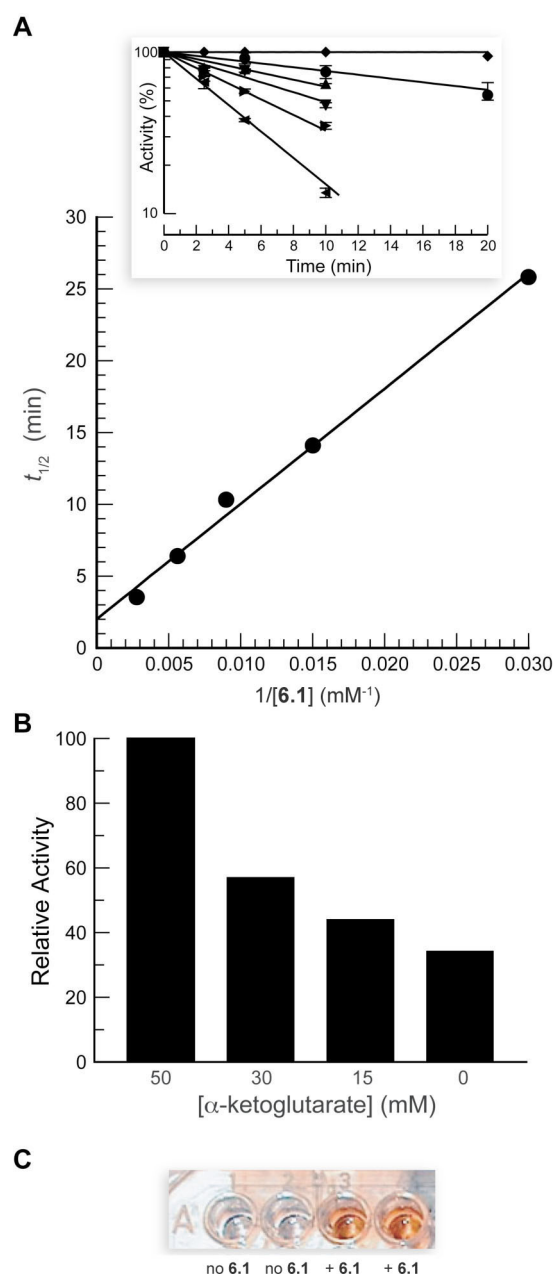 A
100
Activity (%)
10
0 2 4 6 8 10 12 14 16 18 20
Time (min)
30
25
20
15
10
5
0
t1/2 (min)
0 0.005 0.010 0.015 0.020 0.025 0.030
1/[6.1] (mM-1)
B
100
80
60
40
20
0
Relative Activity
50 30 15 0
[α-ketoglutarate] (mM)
C
A 2 3
no 6.1 no 6.1 + 6.1 + 6.1